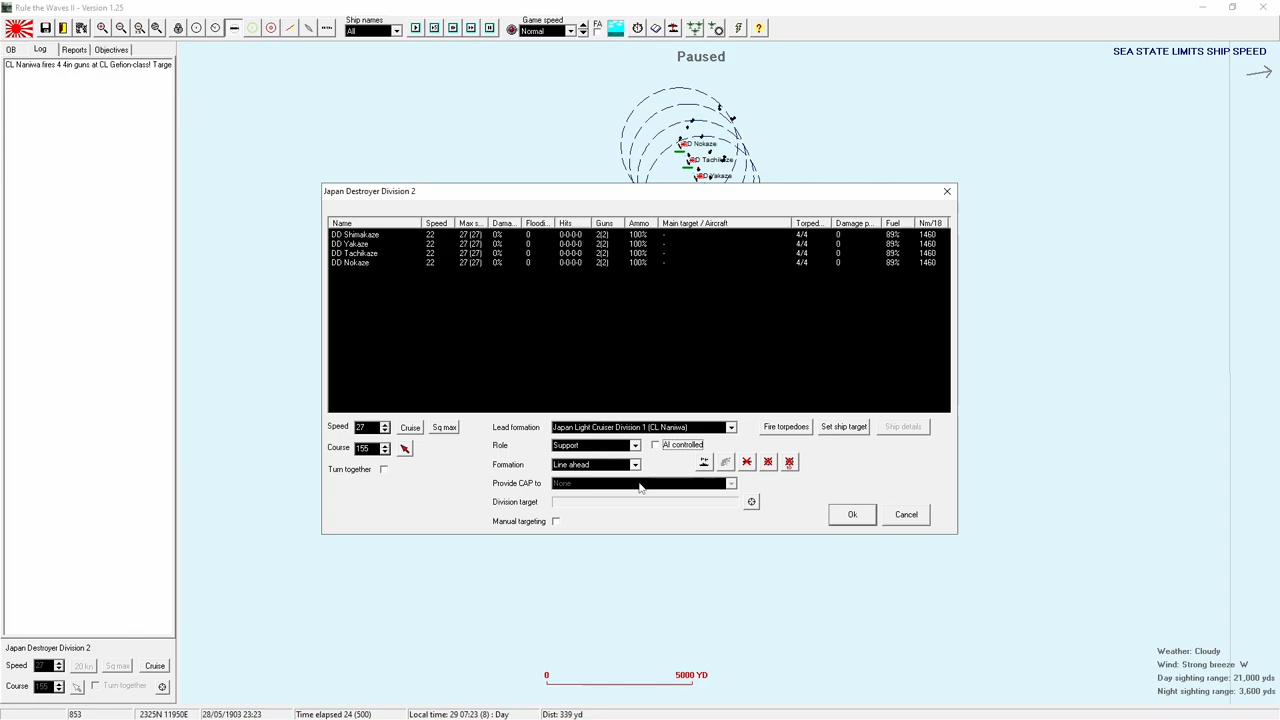 Rule the Waves II - Version 1.25
Ship names
All
Game speed
Normal
FA
OB
Log
Reports
Objectives
CL Naniwa fires 4 4in guns at CL Gefion-class! Targe
Paused
SEA STATE LIMITS SHIP SPEED
DD Nokaze
DD Tachikaze
DD Yakaze
Japan Destroyer Division 2
Name Speed Max s... Dama... Floodi... Hits Guns Ammo Main target / Aircraft Torped... Damage p... Fuel Nm/18
DD Shimakaze 22 27 (27) 0% 0 0-0-0-0 2(2) 100% - 4/4 0 89% 1460
DD Yakaze 22 27 (27) 0% 0 0-0-0-0 2(2) 100% - 4/4 0 89% 1460
DD Tachikaze 22 27 (27) 0% 0 0-0-0-0 2(2) 100% - 4/4 0 89% 1460
DD Nokaze 22 27 (27) 0% 0 0-0-0-0 2(2) 100% - 4/4 0 89% 1460
Speed 27 Cruise Sq max
Course 155
Turn together
Lead formation Japan Light Cruiser Division 1 (CL Naniwa)
Role Support AI controlled
Formation Line ahead
Provide CAP to None
Division target
Manual targeting
Fire torpedoes Set ship target Ship details
Ok Cancel
0 5000 YD
Weather: Cloudy
Wind: Strong breeze W
Day sighting range: 21,000 yds
Night sighting range: 3,600 yds
Japan Destroyer Division 2
Speed 27 20 kn Sq max Cruise
Course 155 Turn together
853 2325N 11950E 28/05/1903 23:23 Time elapsed 24 (500) Local time: 29 07:23 (8) : Day Dist: 339 yd